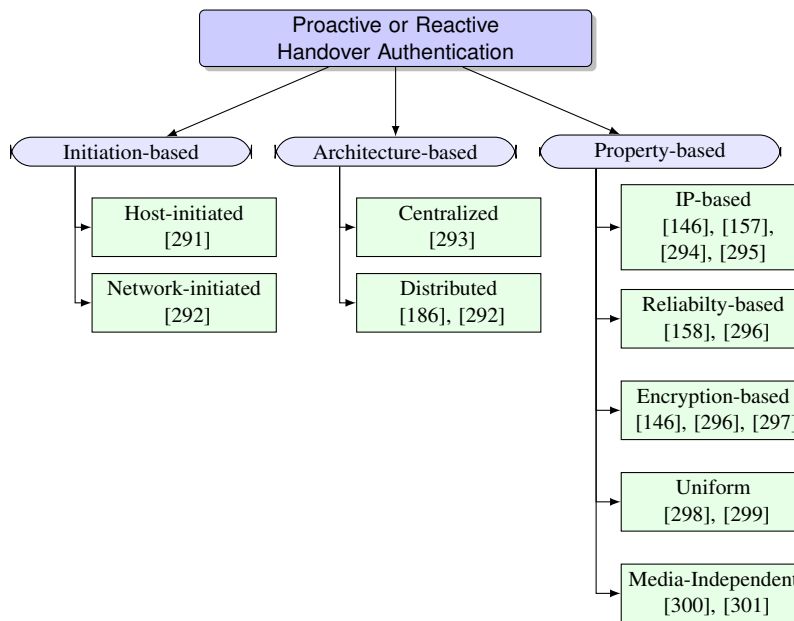 Proactive or Reactive
Handover Authentication
Initiation-based
Architecture-based
Property-based
Host-initiated
[291]
Network-initiated
[292]
Centralized
[293]
Distributed
[186], [292]
IP-based
[146], [157],
[294], [295]
Reliabilty-based
[158], [296]
Encryption-based
[146], [296], [297]
Uniform
[298], [299]
Media-Independent
[300], [301]